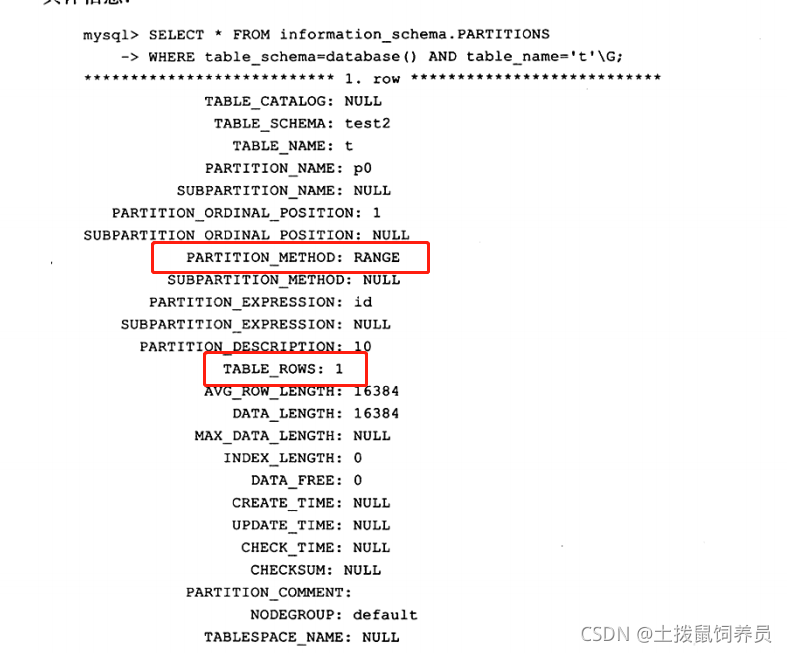 mysql> SELECT * FROM information_schema.PARTITIONS
-> WHERE table_schema=database() AND table_name='t'\G;
*************************** 1. row ***************************
TABLE_CATALOG: NULL
TABLE_SCHEMA: test2
TABLE_NAME: t
PARTITION_NAME: p0
SUBPARTITION_NAME: NULL
PARTITION_ORDINAL_POSITION: 1
SUBPARTITION_ORDINAL_POSITION: NULL
PARTITION_METHOD: RANGE
SUBPARTITION_METHOD: NULL
PARTITION_EXPRESSION: id
SUBPARTITION_EXPRESSION: NULL
PARTITION_DESCRIPTION: 10
TABLE_ROWS: 1
AVG_ROW_LENGTH: 16384
DATA_LENGTH: 16384
MAX_DATA_LENGTH: NULL
INDEX_LENGTH: 0
DATA_FREE: 0
CREATE_TIME: NULL
UPDATE_TIME: NULL
CHECK_TIME: NULL
CHECKSUM: NULL
PARTITION_COMMENT:
NODEGROUP: default
TABLESPACE_NAME: NULL
CSDN @土拨鼠饲养员